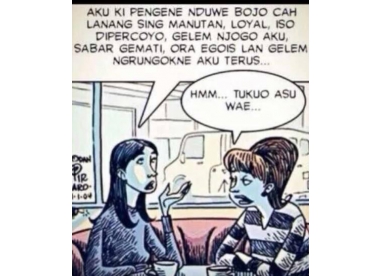 AKU KI PENGENE NDUWE BOJO CAH
LANANG SING MANUTAN, LOYAL, ISO
DIPERCOYO, GELEM NJOGO AKU,
SABAR GEMATI, ORA EGOIS LAN GELEM
NGRUNGOKNE AKU TERUS...
HMM... TUKUO ASU
WAE...